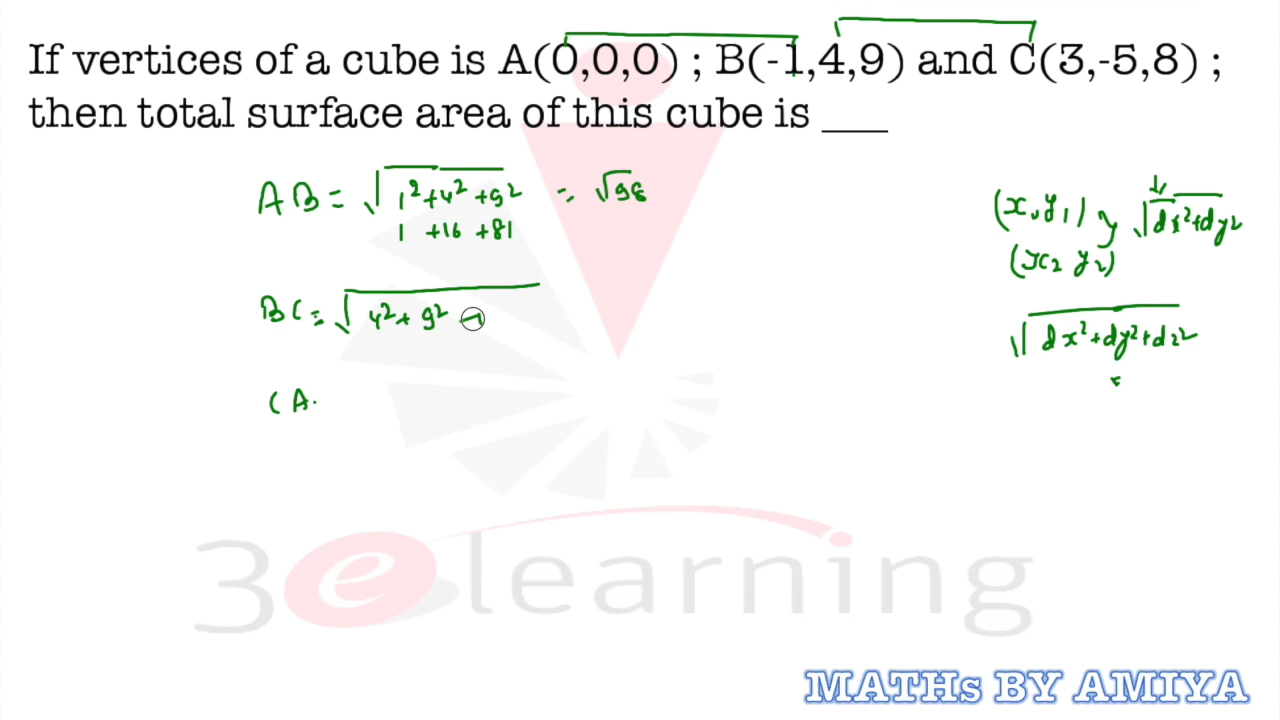 If vertices of a cube is A(0,0,0) ; B(-1,4,9) and C(3,-5,8) ;
then total surface area of this cube is ___
AB = √1²+4²+9² = √98
1 +16 +81
BC = √4²+9²
CA.
(x₁y₁)
(x₂ y₂)
√dx²+dy²
√dx²+dy²+dz²
3elearning
MATHs BY AMIYA